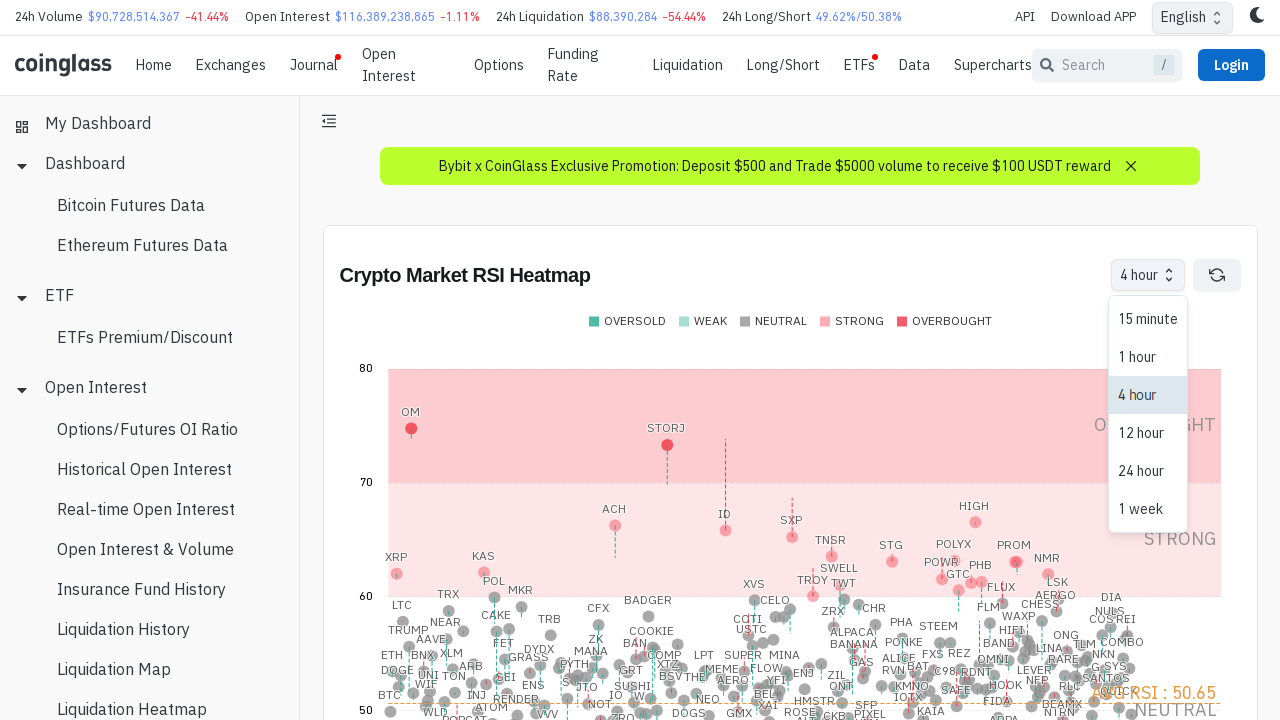 24h Volume $90,728,514,367 -41.44% Open Interest $116,389,238,865 -1.11% 24h Liquidation $88,390,284 -54.44% 24h Long/Short 49.62%/50.38% API Download APP English
coinglass Home Exchanges Journal Open Interest Options Funding Rate Liquidation Long/Short ETFs Data Supercharts Search / Login
My Dashboard
Dashboard
Bitcoin Futures Data
Ethereum Futures Data
ETF
ETFs Premium/Discount
Open Interest
Options/Futures OI Ratio
Historical Open Interest
Real-time Open Interest
Open Interest & Volume
Insurance Fund History
Liquidation History
Liquidation Map
Liquidation Heatmap
Bybit x CoinGlass Exclusive Promotion: Deposit $500 and Trade $5000 volume to receive $100 USDT reward
Crypto Market RSI Heatmap
4 hour
OVERSOLD WEAK NEUTRAL STRONG OVERBOUGHT
15 minute
1 hour
4 hour
12 hour
24 hour
1 week
80
OM
STORJ
70
HIGH
ACH
ID
SXP
STRONG
TNSR
STG
POLYX
PROM
XRP
KAS
NMR
POWR
PHB
SWELL
GTC
TROY
TWT
POL
XVS
LSK
MKR
FLUX
60
TRX
BADGER
CELO
AERGO
DIA
LTC
CFX
CHR
FLM
CHESS
NEAR
CAKE
TRB
COTI
ZRX
NULS
TRUMP
COOKIE
USTC
PHA
STEEM
WAXP
COS
REI
AAVE
FET
ZK
BAN
ALPACA
PONKE
BAND
HIFI
ONG
ILM
COMBO
ETH
BNX
XLM
DYDX
MANA
COMP
LPT
SUPER
MINA
BANANA
ALICE
FXS
REZ
OMNI
LINA
RARE
NKN
GRASS
PYTH
GRT
XTZ
MEME
FLOW
GAS
BAT
DOGE
UNI
TON
ARB
SEI
BSV
THE
AERO
YFI
ENJ
ZIL
RVN
C98
RDNT
LEVER
G
SYS
WIF
ENS
JTO
SUSHI
ONT
KMNO
SAFE
HOOK
NFP
RLC
SANTOS
BTC
INJ
RENDER
NOT
IO
W
NEO
BEL
HMSTR
IOTX
FIDA
QUICK
AVG RSI : 50.65
WLD
ATOM
VVV
DOGS
GMX
XAI
ROSE
SFP
PIXEL
KAIA
BEAMX
NTRN
NEUTRAL
50
ZRO
CKB